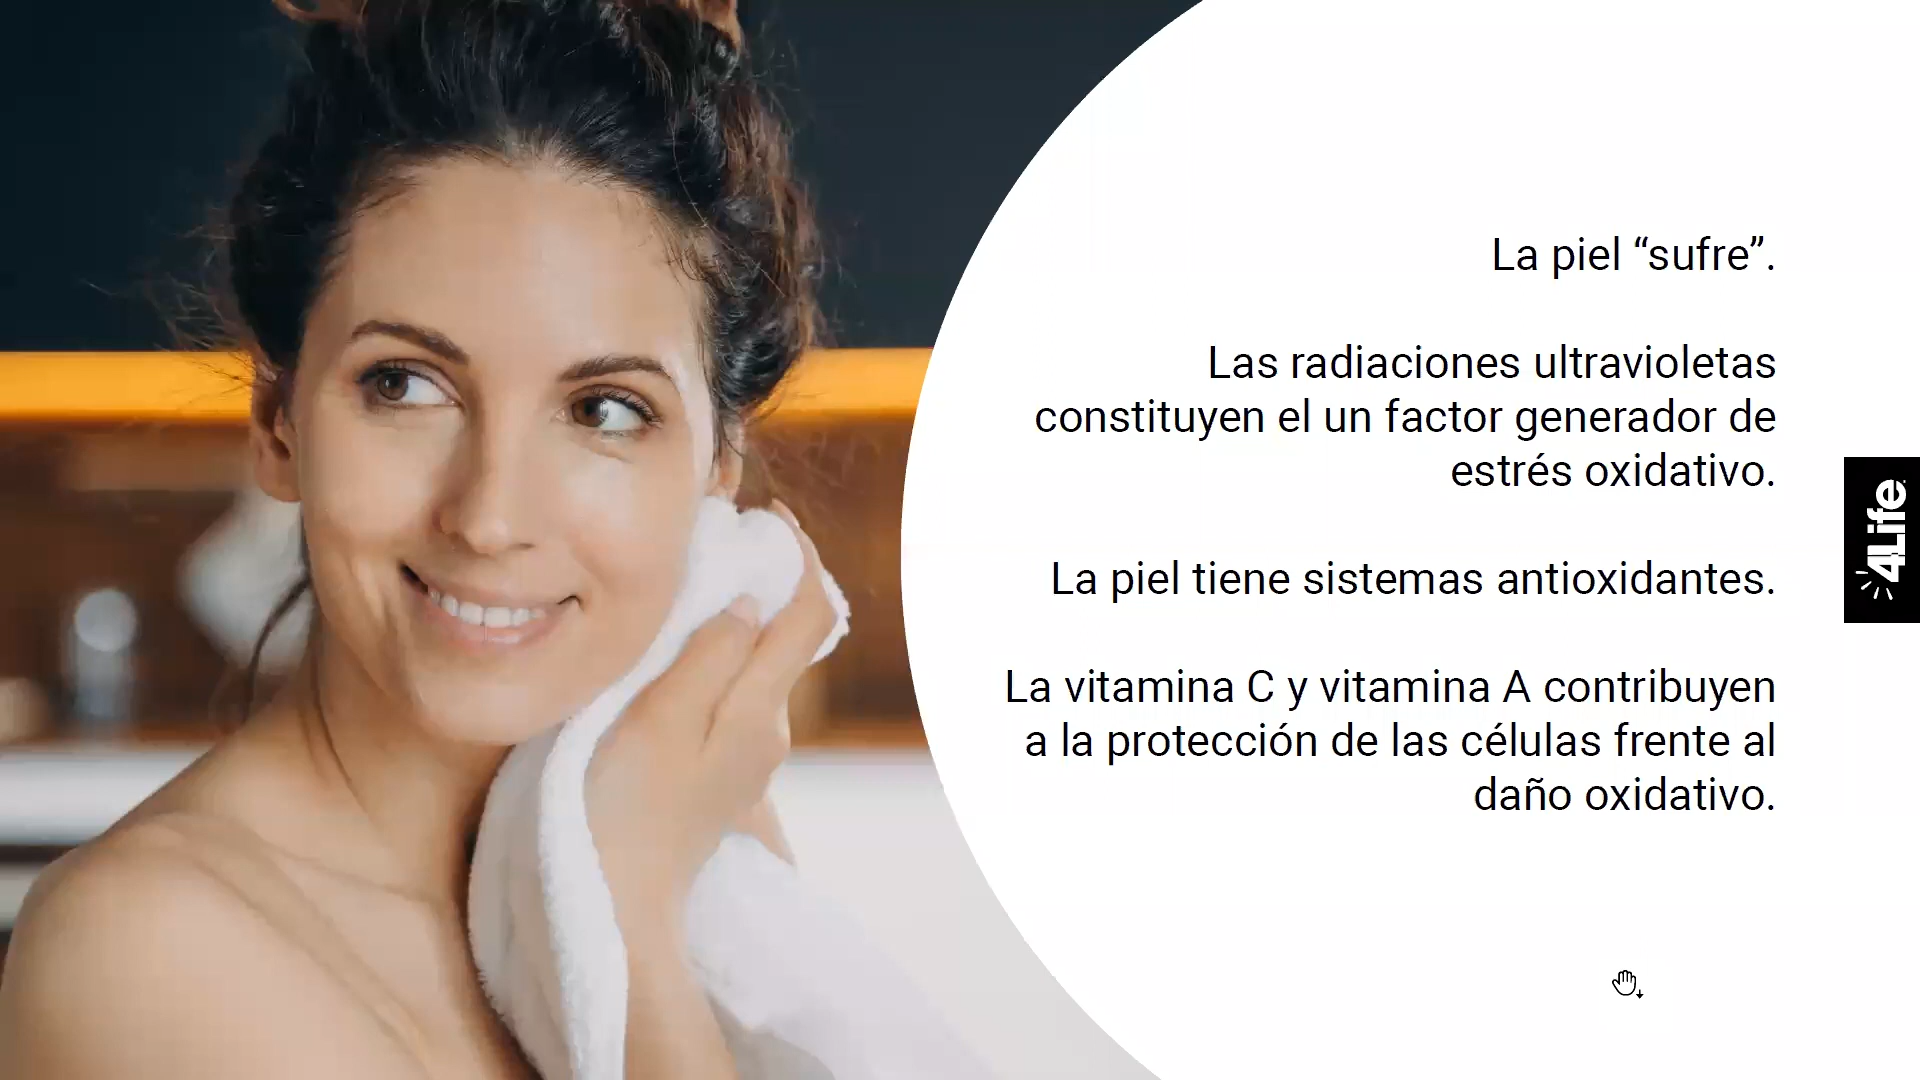 La piel “sufre”.
Las radiaciones ultravioletas
constituyen el un factor generador de
estrés oxidativo.
La piel tiene sistemas antioxidantes.
La vitamina C y vitamina A contribuyen
a la protección de las células frente al
daño oxidativo.
4Life